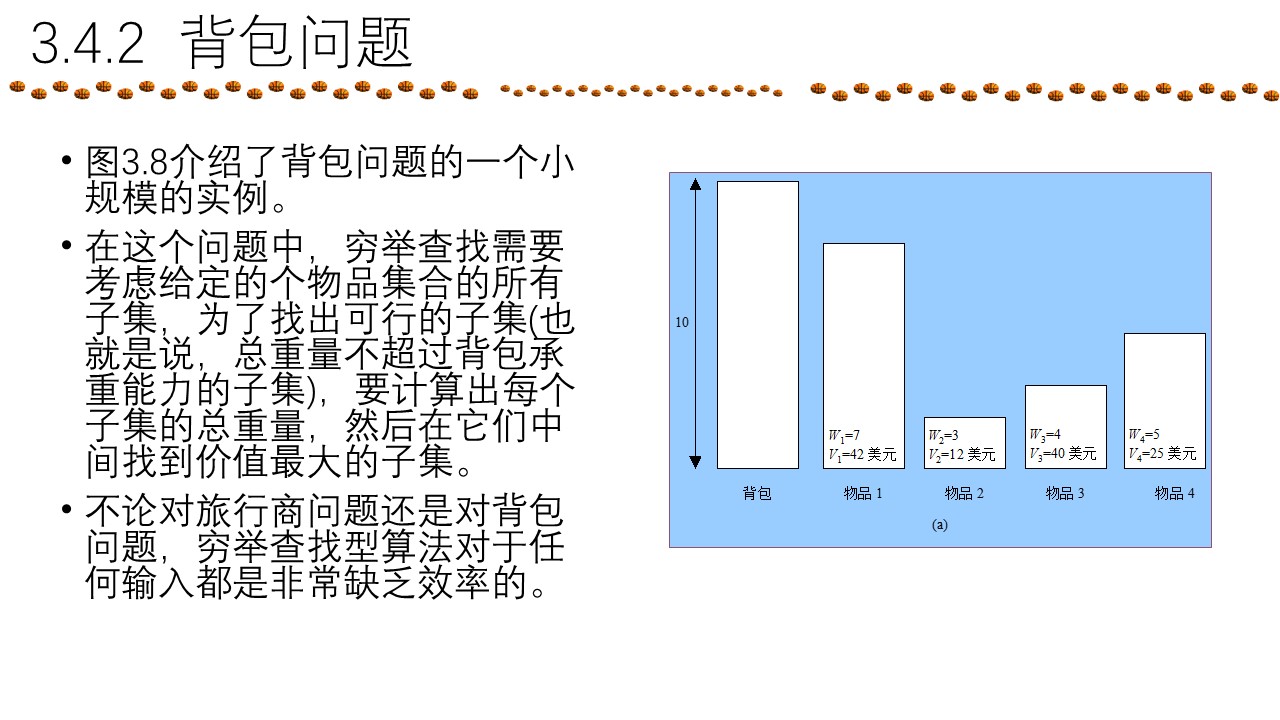 3.4.2 背包问题
• 图3.8介绍了背包问题的一个小
规模的实例。
• 在这个问题中，穷举查找需要
考虑给定的个物品集合的所有
子集，为了找出可行的子集(也
就是说，总重量不超过背包承
重能力的子集)，要计算出每个
子集的总重量，然后在它们中
间找到价值最大的子集。
• 不论对旅行商问题还是对背包
问题，穷举查找型算法对于任
何输入都是非常缺乏效率的。
10
W1=7
V1=42 美元
W2=3
V2=12 美元
W3=4
V3=40 美元
W4=5
V4=25 美元
背包
物品 1
物品 2
物品 3
物品 4
(a)